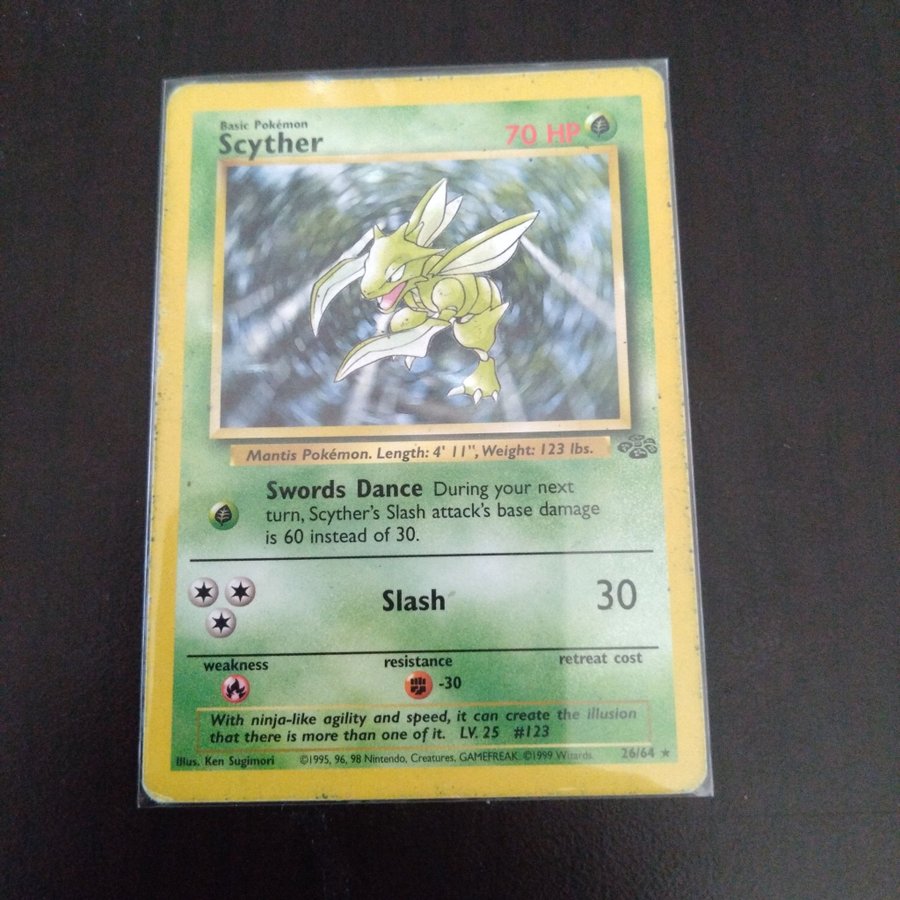 Basic Pokémon
Scyther
70 HP
Mantis Pokémon. Length: 4' 11", Weight: 123 lbs.
Swords Dance During your next
turn, Scyther's Slash attack's base damage
is 60 instead of 30.
Slash 30
weakness resistance retreat cost
-30
With ninja-like agility and speed, it can create the illusion
that there is more than one of it. LV. 25 #123
Illus. Ken Sugimori ©1995, 96, 98 Nintendo, Creatures, GAMEFREAK. ©1999 Wizards. 26/64 ★